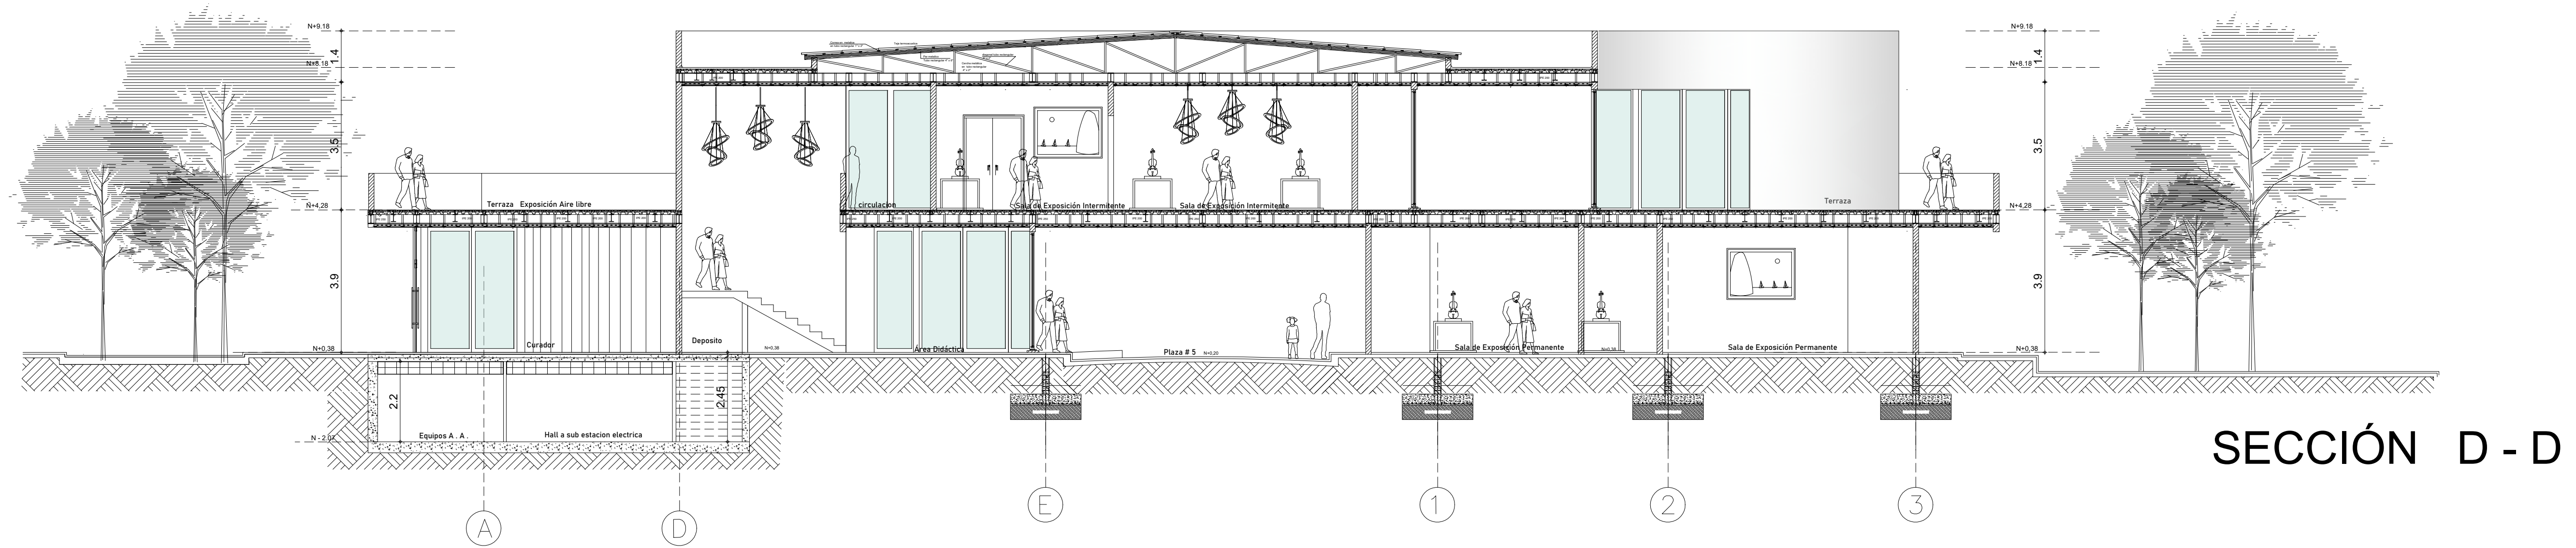 N+9.18
1.4
N+8.18
3.5
N+4,28
3.9
N+0,38
2.2
2.45
N - 2.07
Terraza Exposición Aire libre
circulacion
Sala de Exposición Intermitente
Sala de Exposición Intermitente
Terraza
N+9.18
1.4
N+8.18
3.5
N+4,28
3.9
N+0,38
Curador
Deposito
N+0,38
Área Didáctica
Plaza # 5
N+0,20
Sala de Exposición Permanente
N+0,38
Sala de Exposición Permanente
Equipos A . A .
Hall a sub estacion electrica
SECCIÓN D - D
A
D
E
1
2
3